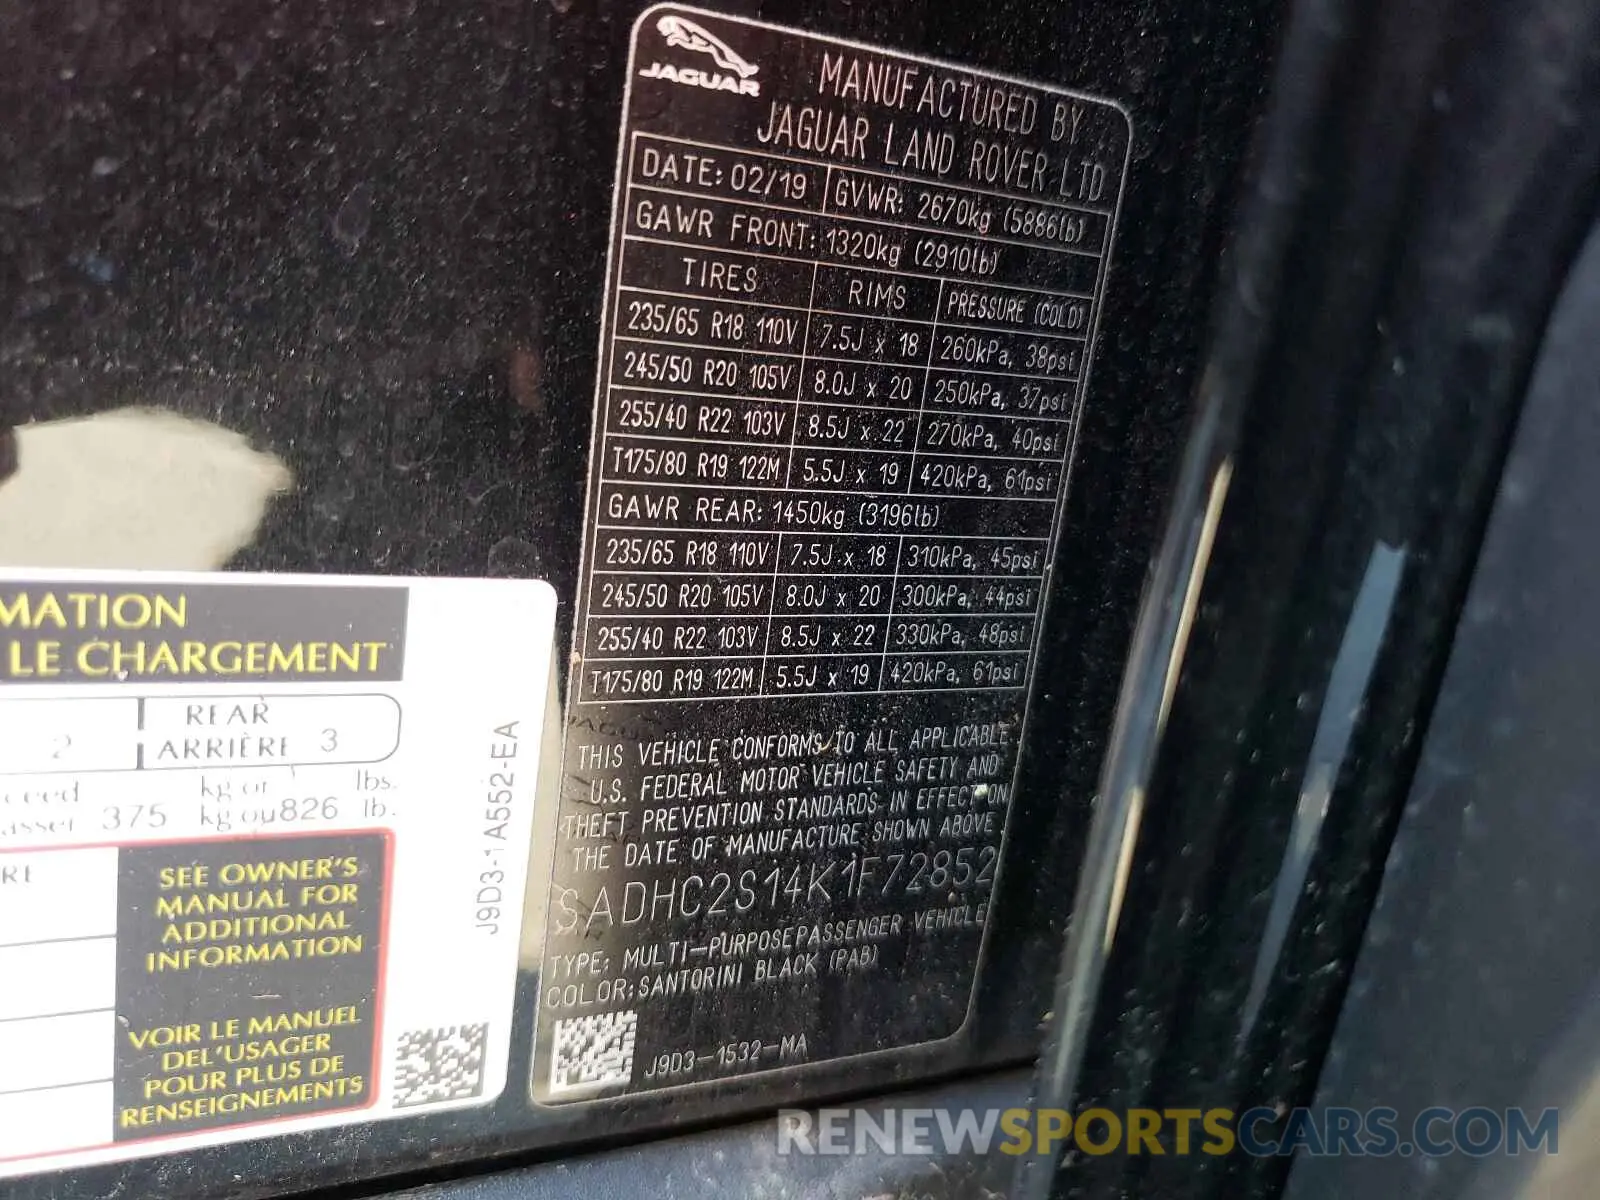 JAGUAR
MANUFACTURED BY
JAGUAR LAND ROVER LTD
DATE: 02/19 GVWR: 2670kg (5886lb)
GAWR FRONT: 1320kg (2910lb)
TIRES RIMS PRESSURE (COLD)
235/65 R18 110V 7.5J x 18 260kPa, 38psi
245/50 R20 105V 8.0J x 20 250kPa, 37psi
255/40 R22 103V 8.5J x 22 270kPa, 40psi
T175/80 R19 122M 5.5J x 19 420kPa, 61psi
GAWR REAR: 1450kg (3196lb)
235/65 R18 110V 7.5J x 18 310kPa, 45psi
245/50 R20 105V 8.0J x 20 300kPa, 44psi
255/40 R22 103V 8.5J x 22 330kPa, 48psi
T175/80 R19 122M 5.5J x 19 420kPa, 61psi
THIS VEHICLE CONFORMS TO ALL APPLICABLE
U.S. FEDERAL MOTOR VEHICLE SAFETY AND
THEFT PREVENTION STANDARDS IN EFFECT ON
THE DATE OF MANUFACTURE SHOWN ABOVE.
SADHC2S14K1F72852
TYPE: MULTI-PURPOSE PASSENGER VEHICLE
COLOR: SANTORINI BLACK (PAB)
J9D3-1532-MA
MATION
LE CHARGEMENT
2 REAR
ARRIÈRE 3
kg or lbs.
375 kg ou 826 lb.
SEE OWNER'S
MANUAL FOR
ADDITIONAL
INFORMATION
VOIR LE MANUEL
DEL'USAGER
POUR PLUS DE
RENSEIGNEMENTS
J9D3-1A552-EA
RENEWSPORTSCARS.COM